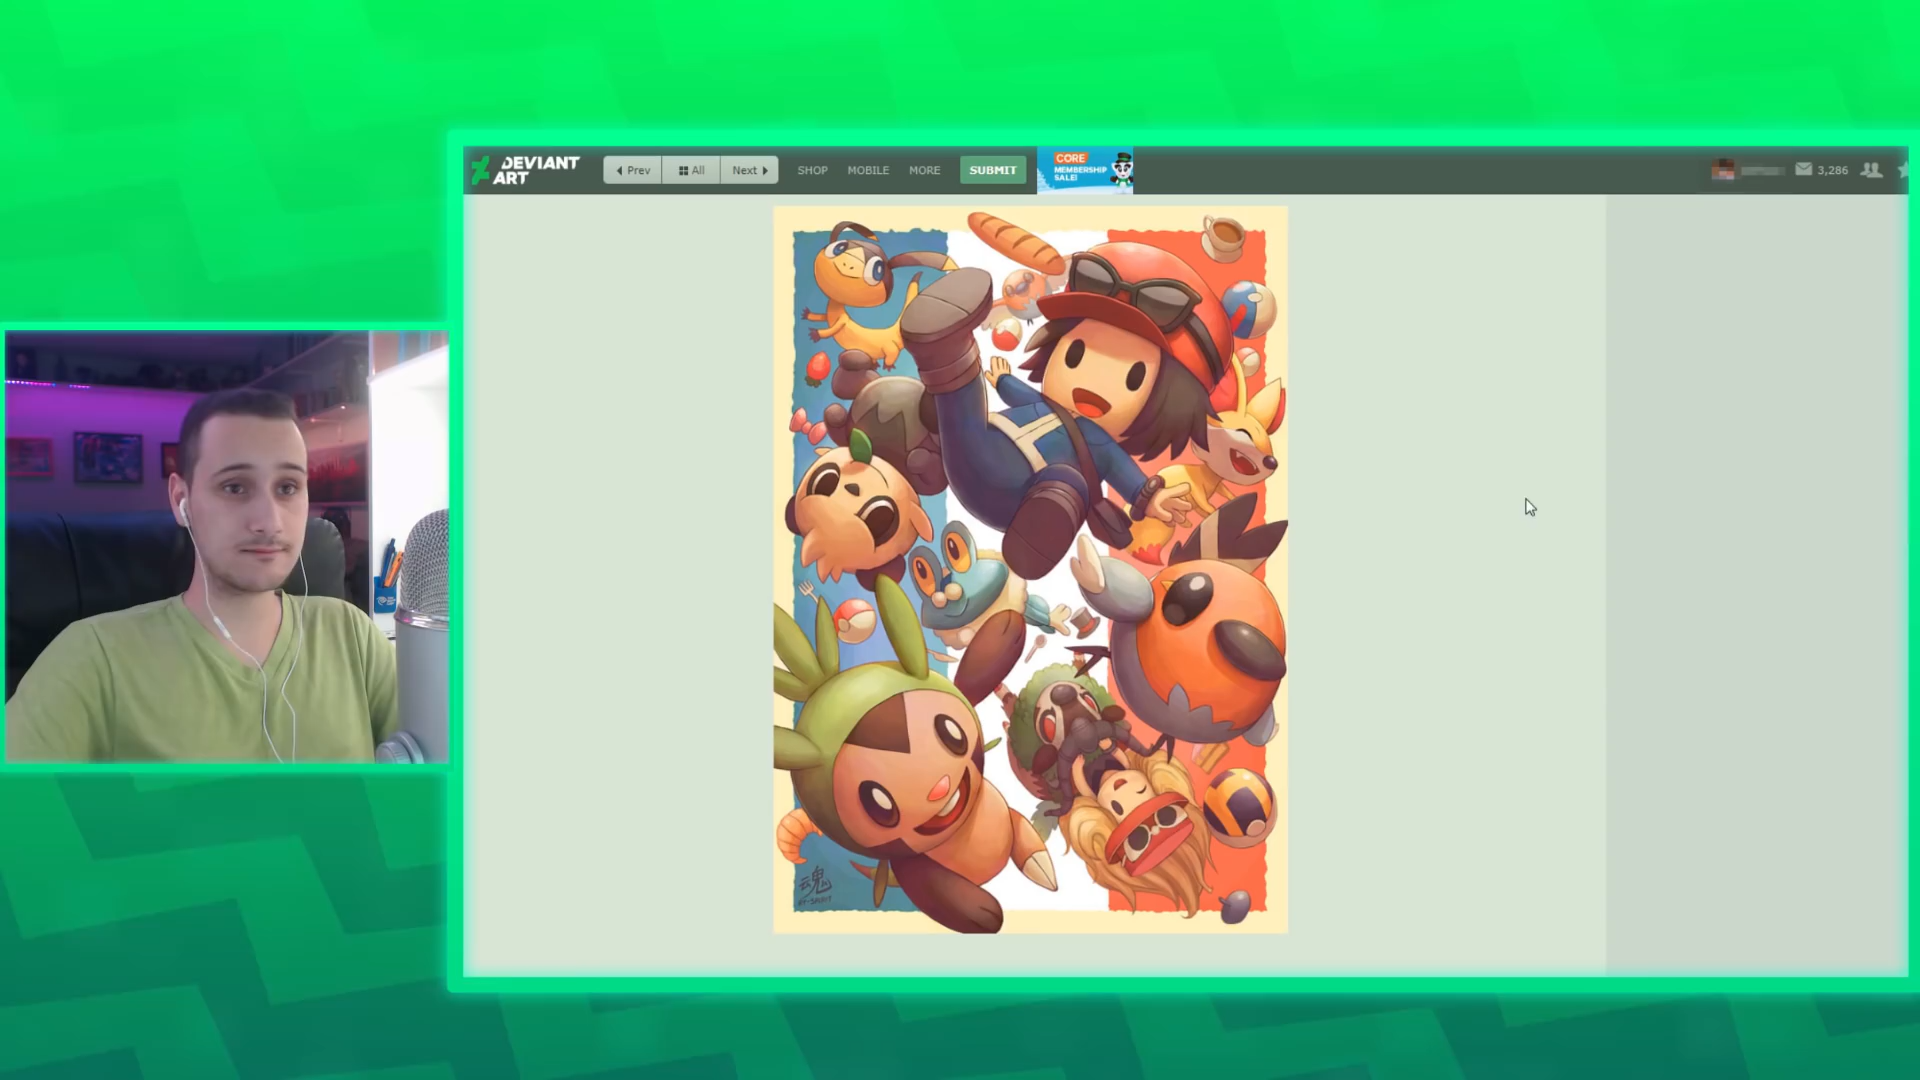 DEVIANT
ART
Prev
All
Next
SHOP
MOBILE
MORE
SUBMIT
CORE
MEMBERSHIP
SALE!
3,286
魂